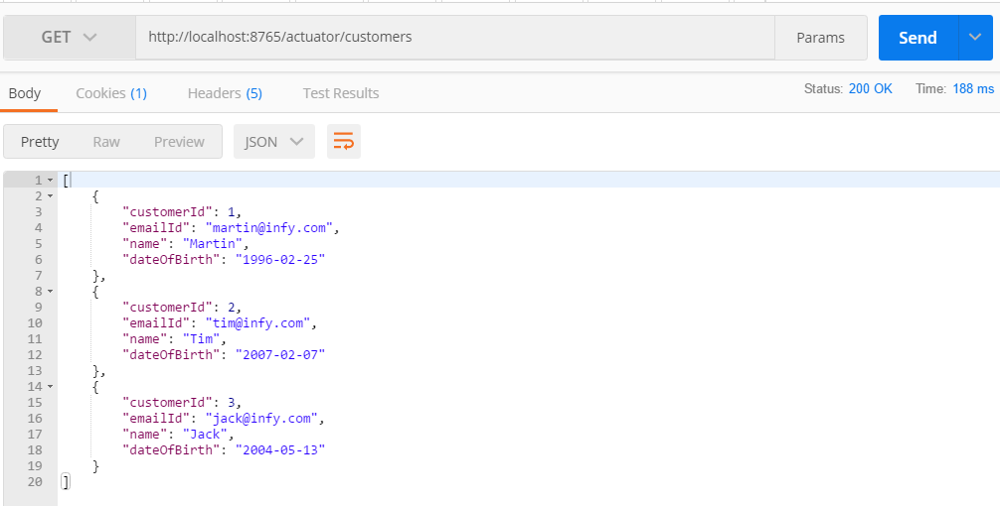 GET http://localhost:8765/actuator/customers Params Send
Body Cookies (1) Headers (5) Test Results Status: 200 OK Time: 188 ms
Pretty Raw Preview JSON
1 [
2 {
3 "customerId": 1,
4 "emailId": "martin@infy.com",
5 "name": "Martin",
6 "dateOfBirth": "1996-02-25"
7 },
8 {
9 "customerId": 2,
10 "emailId": "tim@infy.com",
11 "name": "Tim",
12 "dateOfBirth": "2007-02-07"
13 },
14 {
15 "customerId": 3,
16 "emailId": "jack@infy.com",
17 "name": "Jack",
18 "dateOfBirth": "2004-05-13"
19 }
20 ]